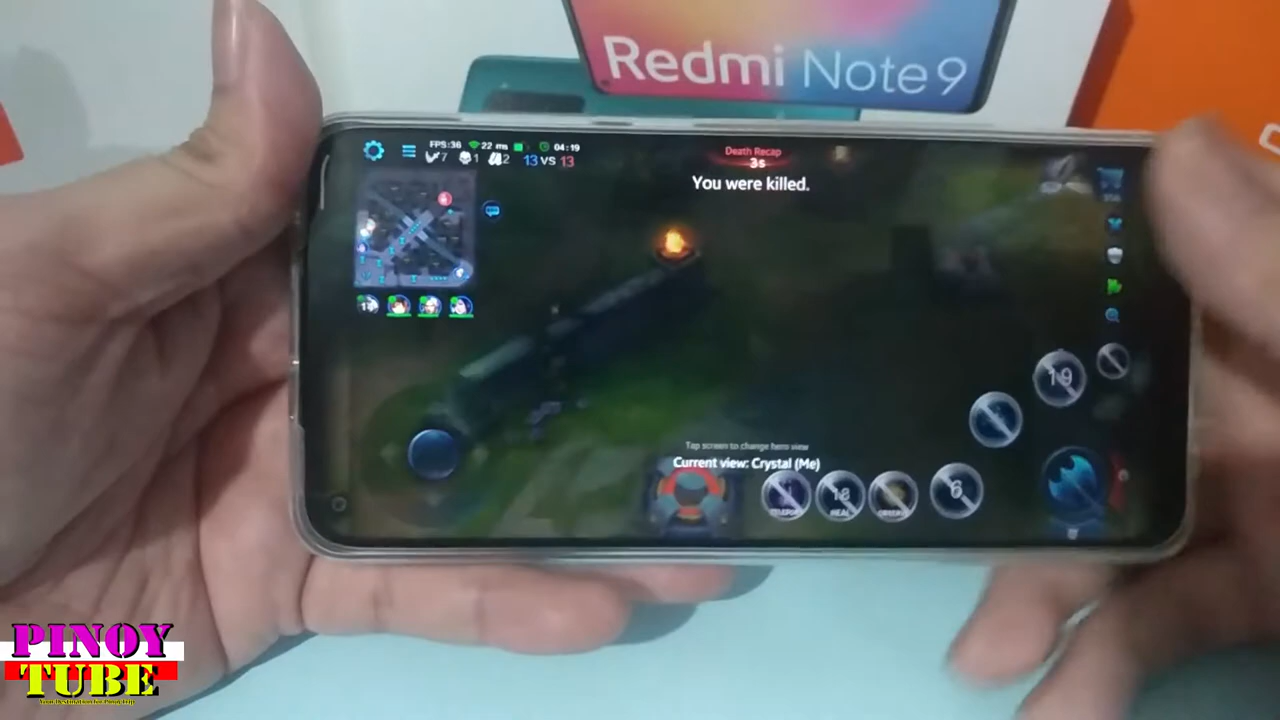 Redmi Note 9
FPS:36 22 ms 04:19
7 1 2 13 VS 13
Death Recap
3s
You were killed.
Tap screen to change hero view
Current view: Crystal (Me)
19
18
6
HEAL
PINOY
TUBE